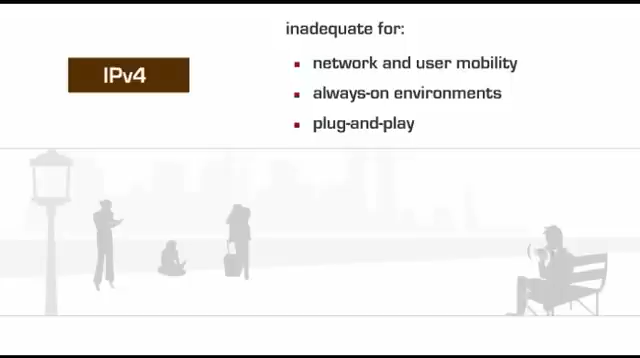 IPv4
inadequate for:
network and user mobility
always-on environments
plug-and-play